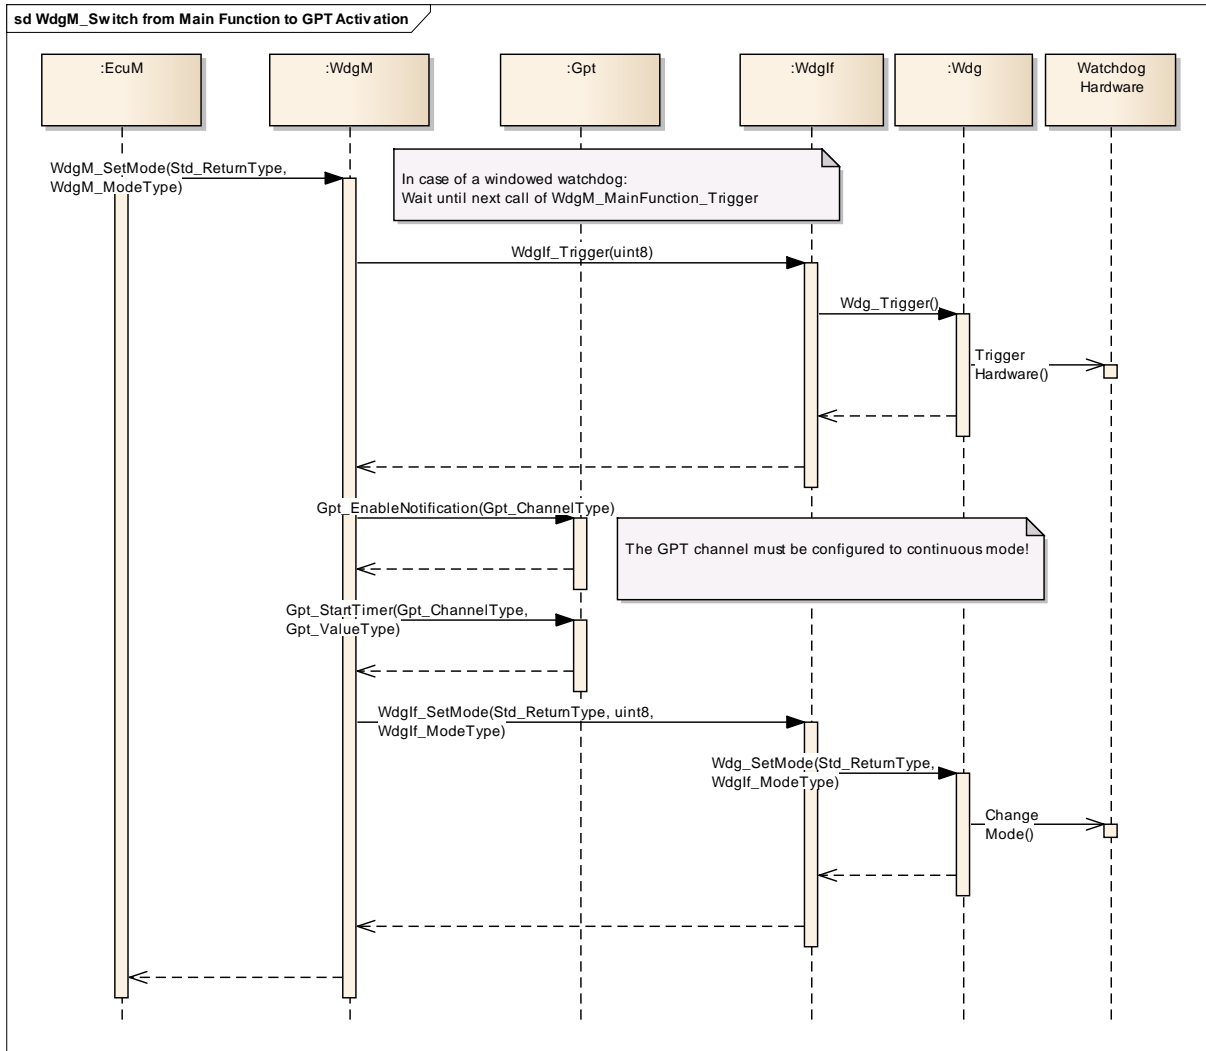 sd WdgM_Switch from Main Function to GPT Activation
:EcuM
:WdgM
:Gpt
:WdgIf
:Wdg
Watchdog
Hardware
WdgM_SetMode(Std_ReturnType,
WdgM_ModeType)
In case of a windowed watchdog:
Wait until next call of WdgM_MainFunction_Trigger
WdgIf_Trigger(uint8)
Wdg_Trigger()
Trigger
Hardware()
Gpt_EnableNotification(Gpt_ChannelType)
The GPT channel must be configured to continuous mode!
Gpt_StartTimer(Gpt_ChannelType,
Gpt_ValueType)
WdgIf_SetMode(Std_ReturnType, uint8,
WdgIf_ModeType)
Wdg_SetMode(Std_ReturnType,
WdgIf_ModeType)
Change
Mode()